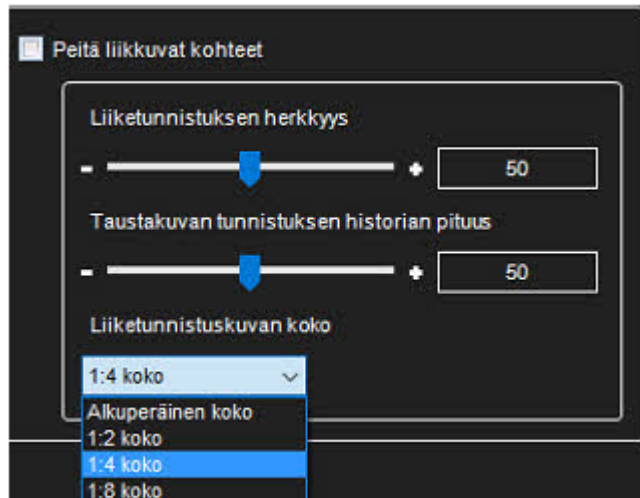 Peitä liikkuvat kohteet
Liiketunnistuksen herkkyys
- + 50
Taustakuvan tunnistuksen historian pituus
- + 50
Liiketunnistuskuvan koko
1:4 koko
Alkuperäinen koko
1:2 koko
1:4 koko
1:8 koko